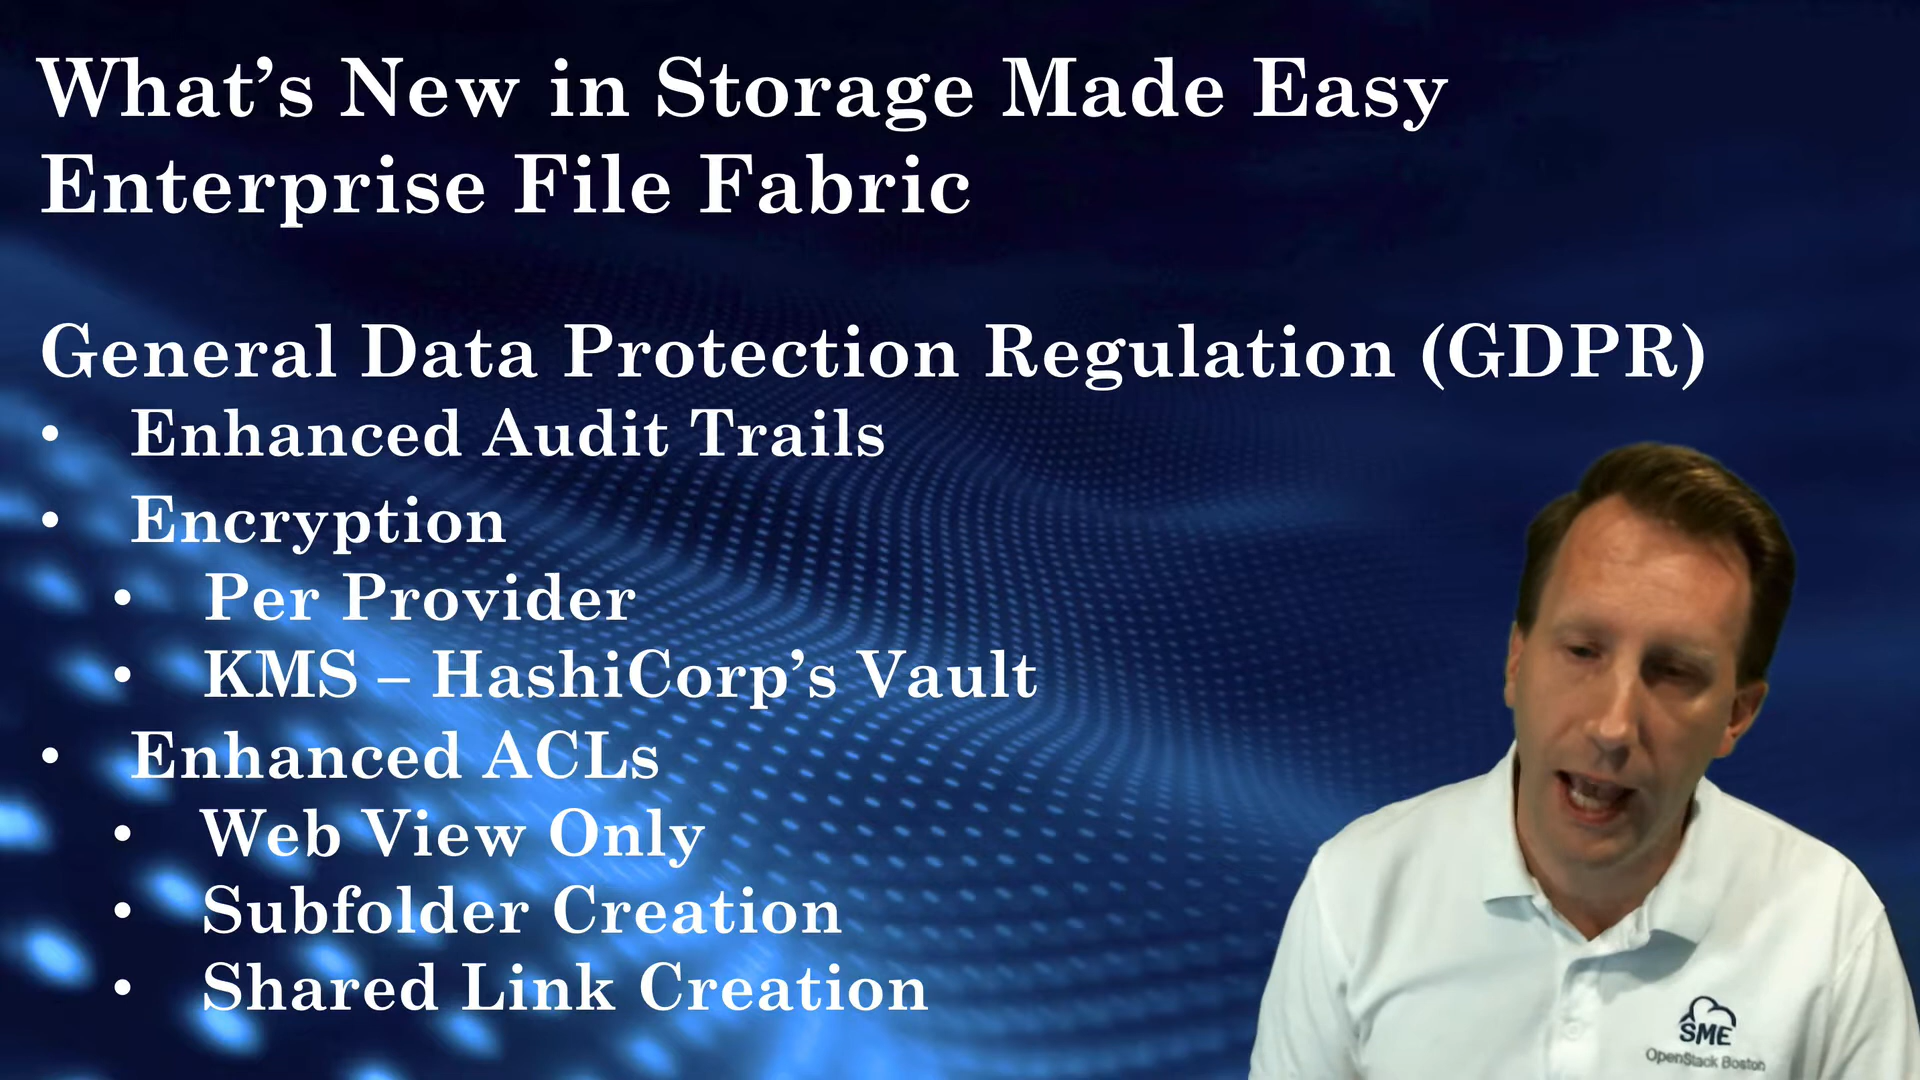 What’s New in Storage Made Easy
Enterprise File Fabric
General Data Protection Regulation (GDPR)
• Enhanced Audit Trails
• Encryption
• Per Provider
• KMS – HashiCorp’s Vault
• Enhanced ACLs
• Web View Only
• Subfolder Creation
• Shared Link Creation
SME
OpenStack Boston